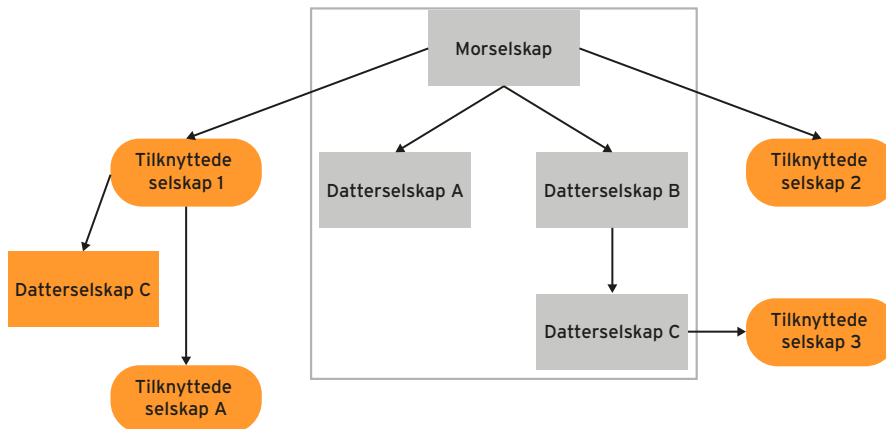 Morselskap
Tilknyttede
selskap 1
Datterselskap A
Datterselskap B
Tilknyttede
selskap 2
Datterselskap C
Datterselskap C
Tilknyttede
selskap 3
Tilknyttede
selskap A